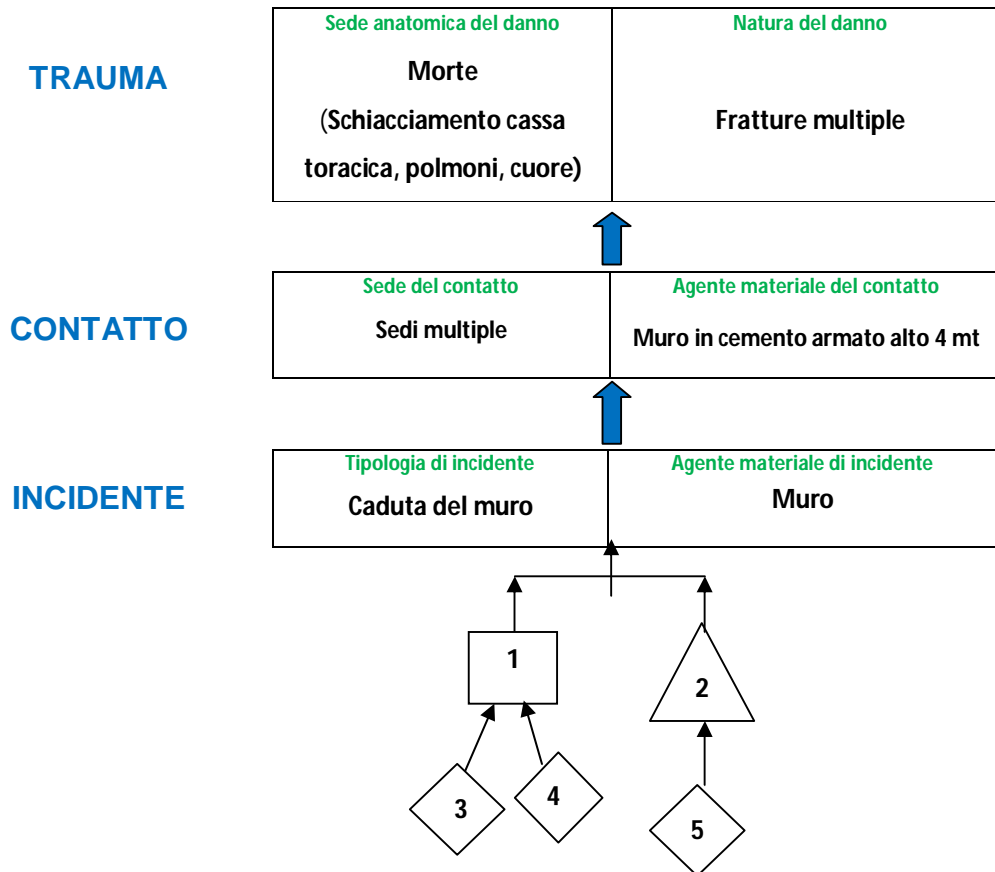 TRAUMA
Sede anatomica del danno
Morte
(Schiacciamento cassa
toracica, polmoni, cuore)
Natura del danno
Fratture multiple
CONTATTO
Sede del contatto
Sedi multiple
Agente materiale del contatto
Muro in cemento armato alto 4 mt
INCIDENTE
Tipologia di incidente
Caduta del muro
Agente materiale di incidente
Muro
1
2
3
4
5